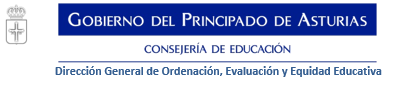 GOBIERNO DEL PRINCIPADO DE ASTURIAS
CONSEJERÍA DE EDUCACIÓN
Dirección General de Ordenación, Evaluación y Equidad Educativa